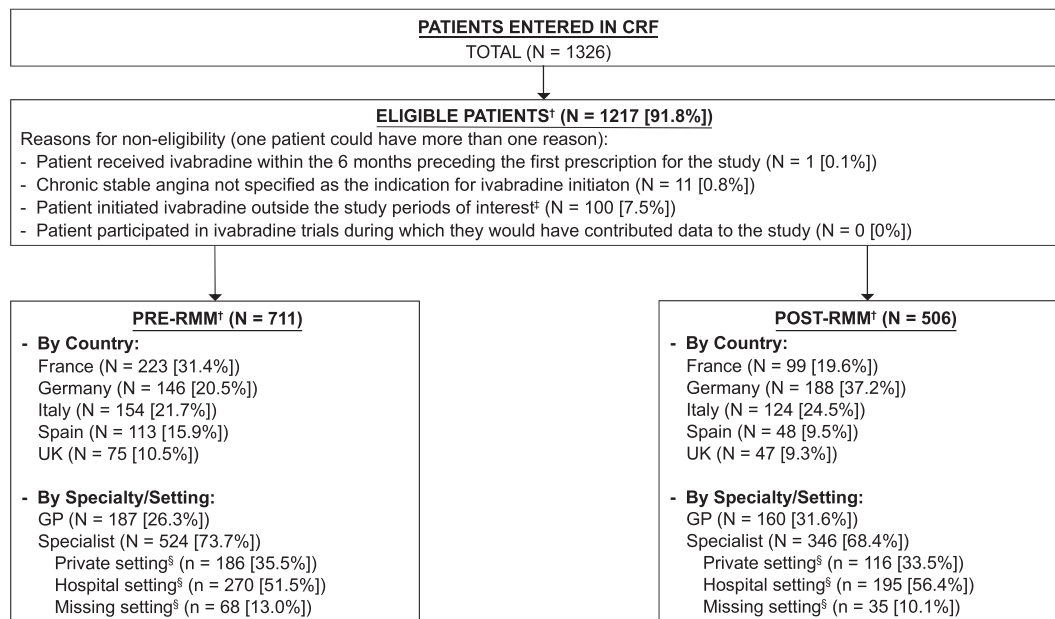 PATIENTS ENTERED IN CRF
TOTAL (N = 1326)
ELIGIBLE PATIENTS† (N = 1217 [91.8%])
Reasons for non-eligibility (one patient could have more than one reason):
- Patient received ivabradine within the 6 months preceding the first prescription for the study (N = 1 [0.1%])
- Chronic stable angina not specified as the indication for ivabradine initiaton (N = 11 [0.8%])
- Patient initiated ivabradine outside the study periods of interest‡ (N = 100 [7.5%])
- Patient participated in ivabradine trials during which they would have contributed data to the study (N = 0 [0%])
PRE-RMM† (N = 711)
- By Country:
France (N = 223 [31.4%])
Germany (N = 146 [20.5%])
Italy (N = 154 [21.7%])
Spain (N = 113 [15.9%])
UK (N = 75 [10.5%])
- By Specialty/Setting:
GP (N = 187 [26.3%])
Specialist (N = 524 [73.7%])
Private setting§ (n = 186 [35.5%])
Hospital setting§ (n = 270 [51.5%])
Missing setting§ (n = 68 [13.0%])
POST-RMM† (N = 506)
- By Country:
France (N = 99 [19.6%])
Germany (N = 188 [37.2%])
Italy (N = 124 [24.5%])
Spain (N = 48 [9.5%])
UK (N = 47 [9.3%])
- By Specialty/Setting:
GP (N = 160 [31.6%])
Specialist (N = 346 [68.4%])
Private setting§ (n = 116 [33.5%])
Hospital setting§ (n = 195 [56.4%])
Missing setting§ (n = 35 [10.1%])